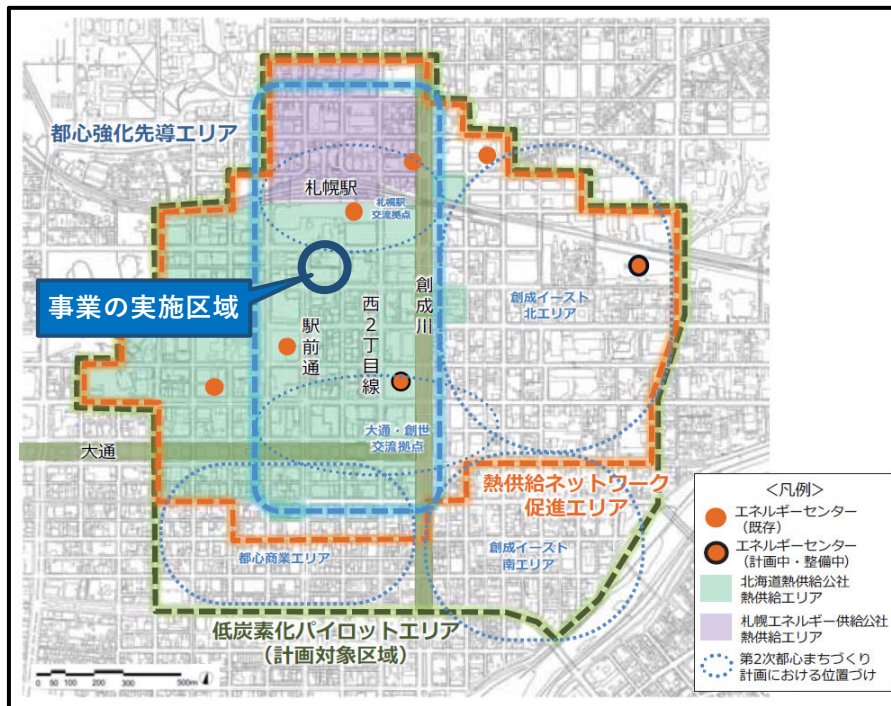 都心強化先導エリア
札幌駅
札幌駅
交流拠点
事業の実施区域
創成川
創成イースト
北エリア
駅前通
西2丁目線
大通・創世
交流拠点
大通
熱供給ネットワーク
促進エリア
都心商業エリア
創成イースト
南エリア
低炭素化パイロットエリア
(計画対象区域)
0 50 100 200 300 500m
<凡例>
エネルギーセンター
(既存)
エネルギーセンター
(計画中・整備中)
北海道熱供給公社
熱供給エリア
札幌エネルギー供給公社
熱供給エリア
第2次都心まちづくり
計画における位置づけ